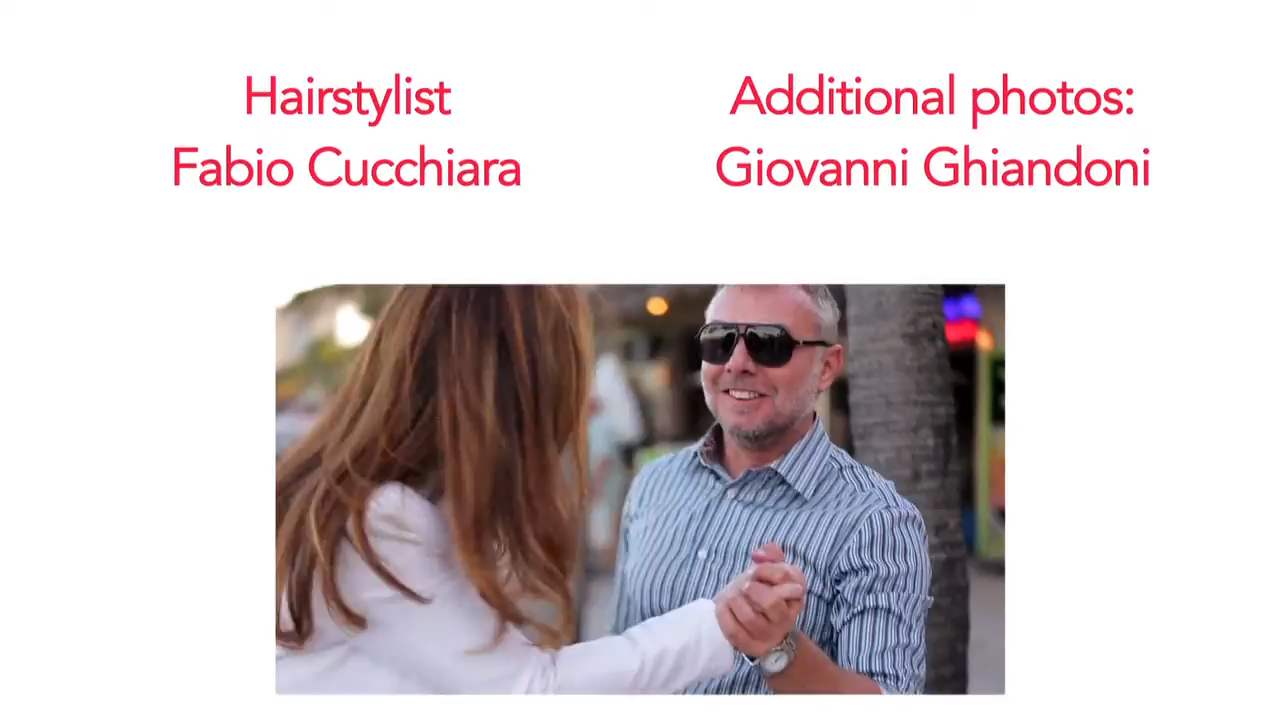 Hairstylist
Fabio Cucchiara
Additional photos:
Giovanni Ghiandoni